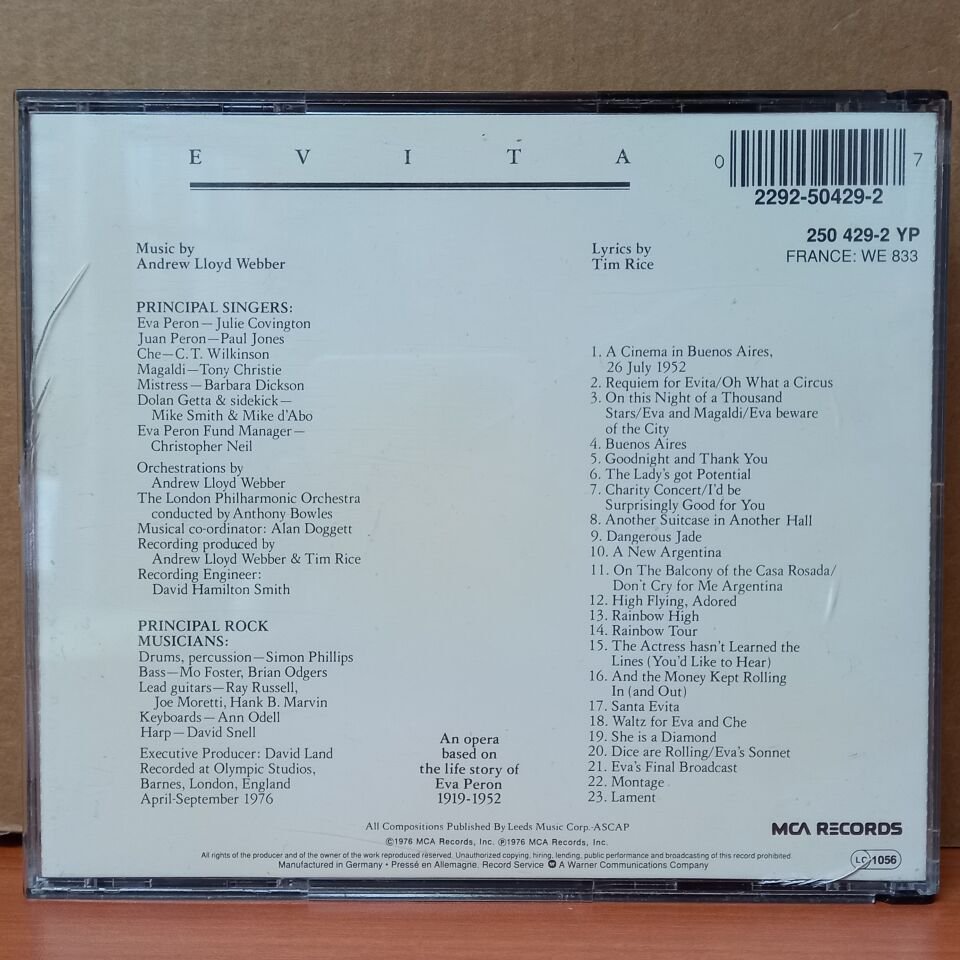 E V I T A
0 7
2292-50429-2
250 429-2 YP
FRANCE: WE 833
Music by
Andrew Lloyd Webber
Lyrics by
Tim Rice
PRINCIPAL SINGERS:
Eva Peron—Julie Covington
Juan Peron—Paul Jones
Che—C.T. Wilkinson
Magaldi—Tony Christie
Mistress—Barbara Dickson
Dolan Getta & sidekick—
Mike Smith & Mike d'Abo
Eva Peron Fund Manager—
Christopher Neil
Orchestrations by
Andrew Lloyd Webber
The London Philharmonic Orchestra
conducted by Anthony Bowles
Musical co-ordinator: Alan Doggett
Recording produced by
Andrew Lloyd Webber & Tim Rice
Recording Engineer:
David Hamilton Smith
PRINCIPAL ROCK
MUSICIANS:
Drums, percussion—Simon Phillips
Bass—Mo Foster, Brian Odgers
Lead guitars—Ray Russell,
Joe Moretti, Hank B. Marvin
Keyboards—Ann Odell
Harp—David Snell
Executive Producer: David Land
Recorded at Olympic Studios,
Barnes, London, England
April-September 1976
An opera
based on
the life story of
Eva Peron
1919-1952
1. A Cinema in Buenos Aires,
26 July 1952
2. Requiem for Evita/Oh What a Circus
3. On this Night of a Thousand
Stars/Eva and Magaldi/Eva beware
of the City
4. Buenos Aires
5. Goodnight and Thank You
6. The Lady's got Potential
7. Charity Concert/I'd be
Surprisingly Good for You
8. Another Suitcase in Another Hall
9. Dangerous Jade
10. A New Argentina
11. On The Balcony of the Casa Rosada/
Don't Cry for Me Argentina
12. High Flying, Adored
13. Rainbow High
14. Rainbow Tour
15. The Actress hasn't Learned the
Lines (You'd Like to Hear)
16. And the Money Kept Rolling
In (and Out)
17. Santa Evita
18. Waltz for Eva and Che
19. She is a Diamond
20. Dice are Rolling/Eva's Sonnet
21. Eva's Final Broadcast
22. Montage
23. Lament
All Compositions Published By Leeds Music Corp.-ASCAP
©1976 MCA Records, Inc. ℗1976 MCA Records, Inc.
MCA RECORDS
All rights of the producer and of the owner of the work reproduced reserved. Unauthorized copying, hiring, lending, public performance and broadcasting of this record prohibited.
Manufactured in Germany • Pressé en Allemagne. Record Service A Warner Communications Company
LC 1056